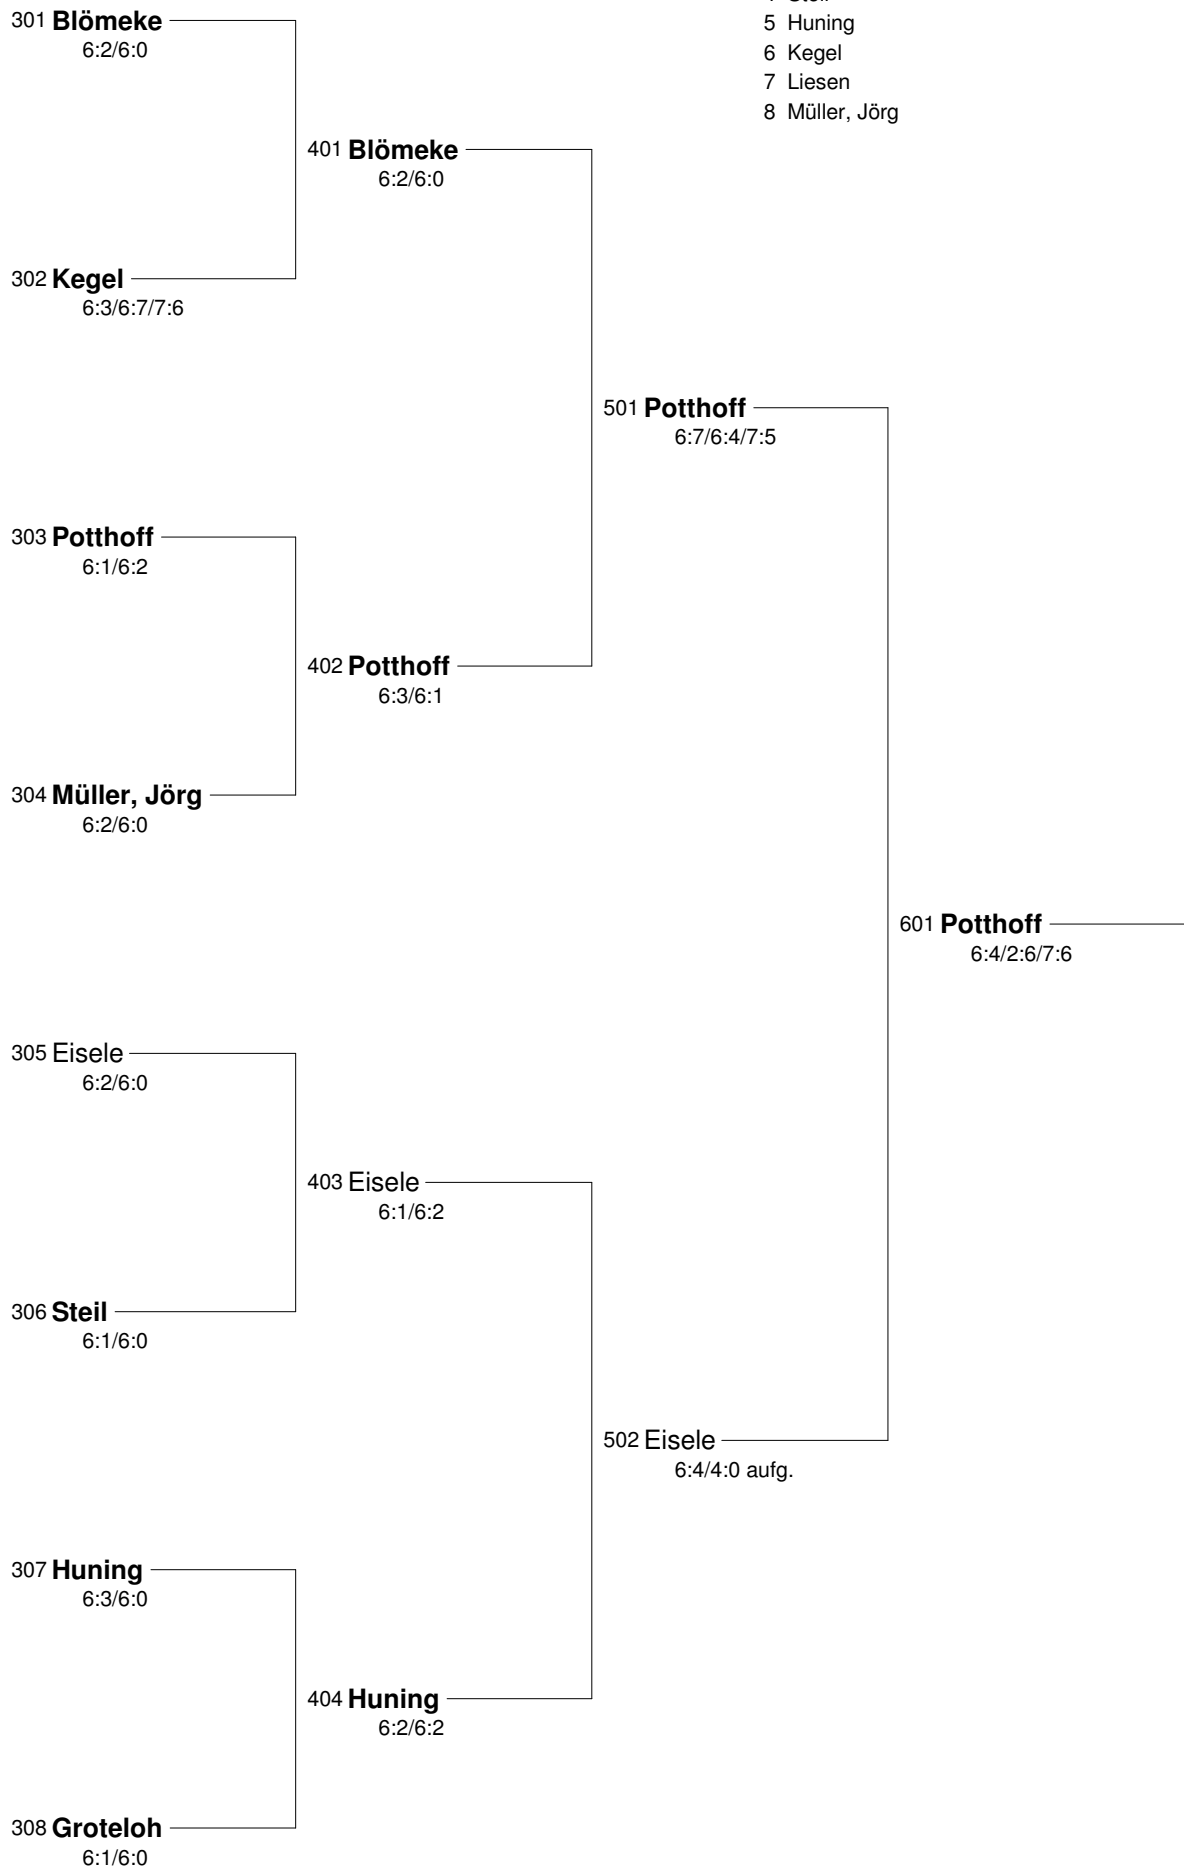 301 Blömeke
6:2/6:0
5 Huning
6 Kegel
7 Liesen
8 Müller, Jörg
401 Blömeke
6:2/6:0
302 Kegel
6:3/6:7/7:6
501 Potthoff
6:7/6:4/7:5
303 Potthoff
6:1/6:2
402 Potthoff
6:3/6:1
304 Müller, Jörg
6:2/6:0
601 Potthoff
6:4/2:6/7:6
305 Eisele
6:2/6:0
403 Eisele
6:1/6:2
306 Steil
6:1/6:0
502 Eisele
6:4/4:0 aufg.
307 Huning
6:3/6:0
404 Huning
6:2/6:2
308 Groteloh
6:1/6:0